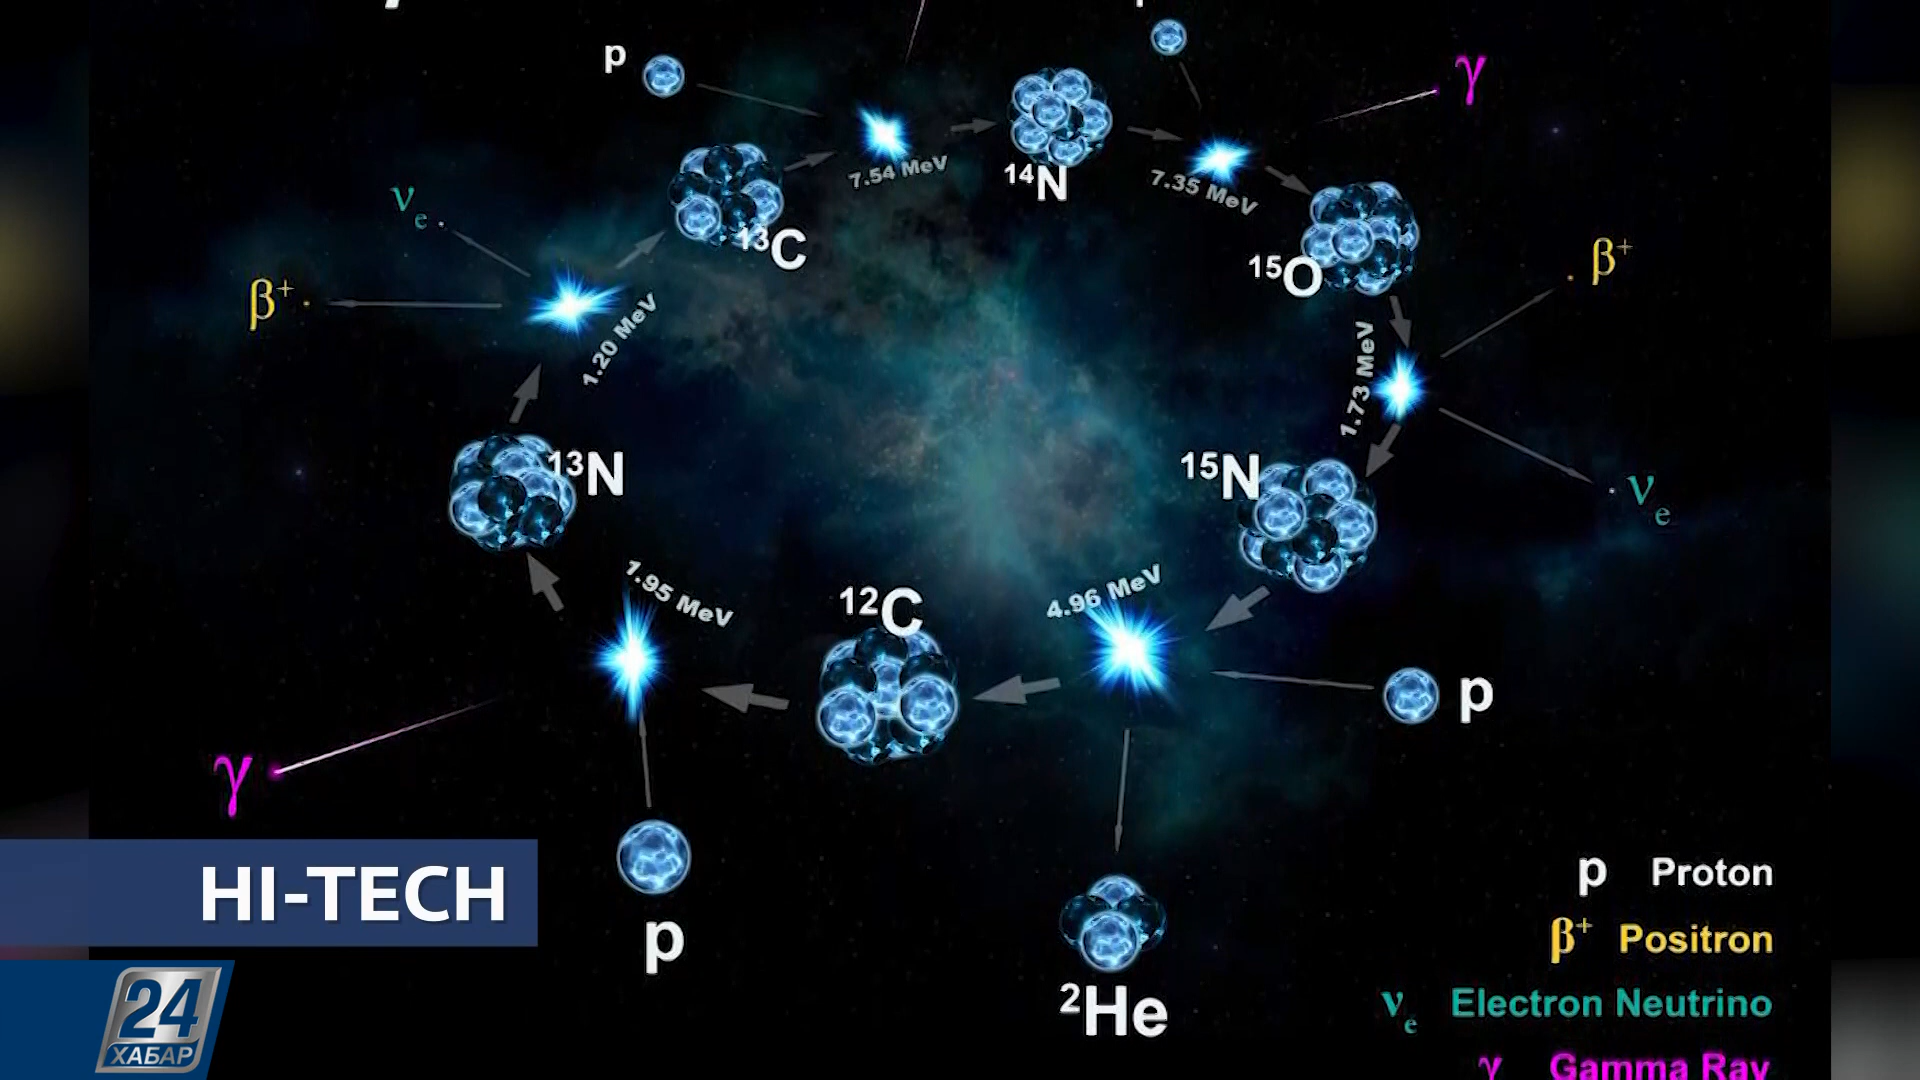 p
γ
7.54 MeV
14N
7.35 MeV
νe
13C
15O
β+
β+
1.20 MeV
1.73 MeV
13N
15N
νe
1.95 MeV
12C
4.96 MeV
p
γ
HI-TECH
p
2He
p Proton
β+ Positron
νe Electron Neutrino
γ Gamma Ray
24
ХАБАР